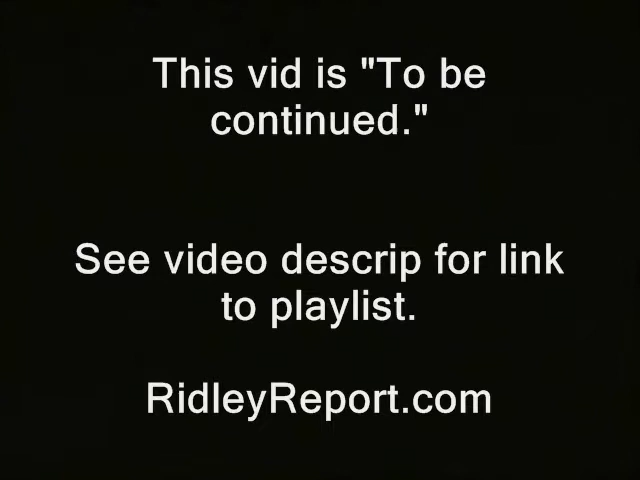 This vid is "To be
continued."
See video descrip for link
to playlist.
RidleyReport.com